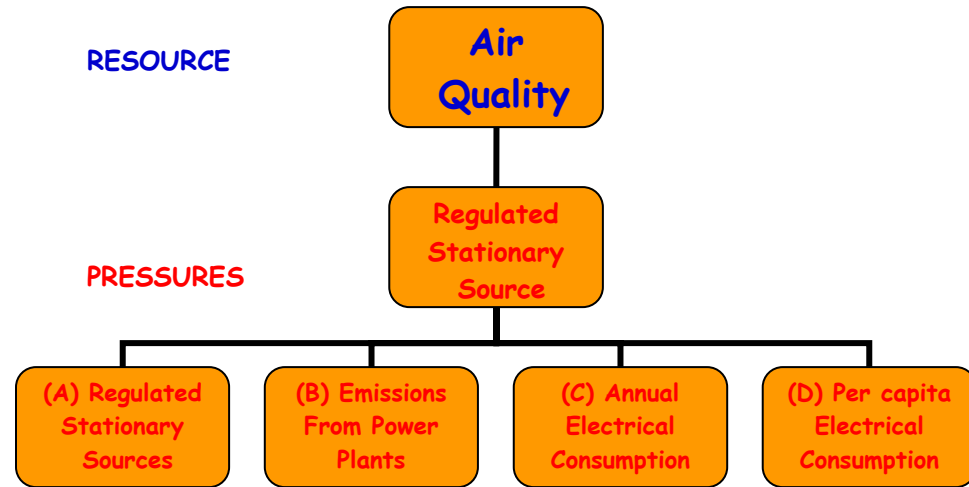 RESOURCE
Air
Quality
PRESSURES
Regulated
Stationary
Source
(A) Regulated
Stationary
Sources
(B) Emissions
From Power
Plants
(C) Annual
Electrical
Consumption
(D) Per capita
Electrical
Consumption